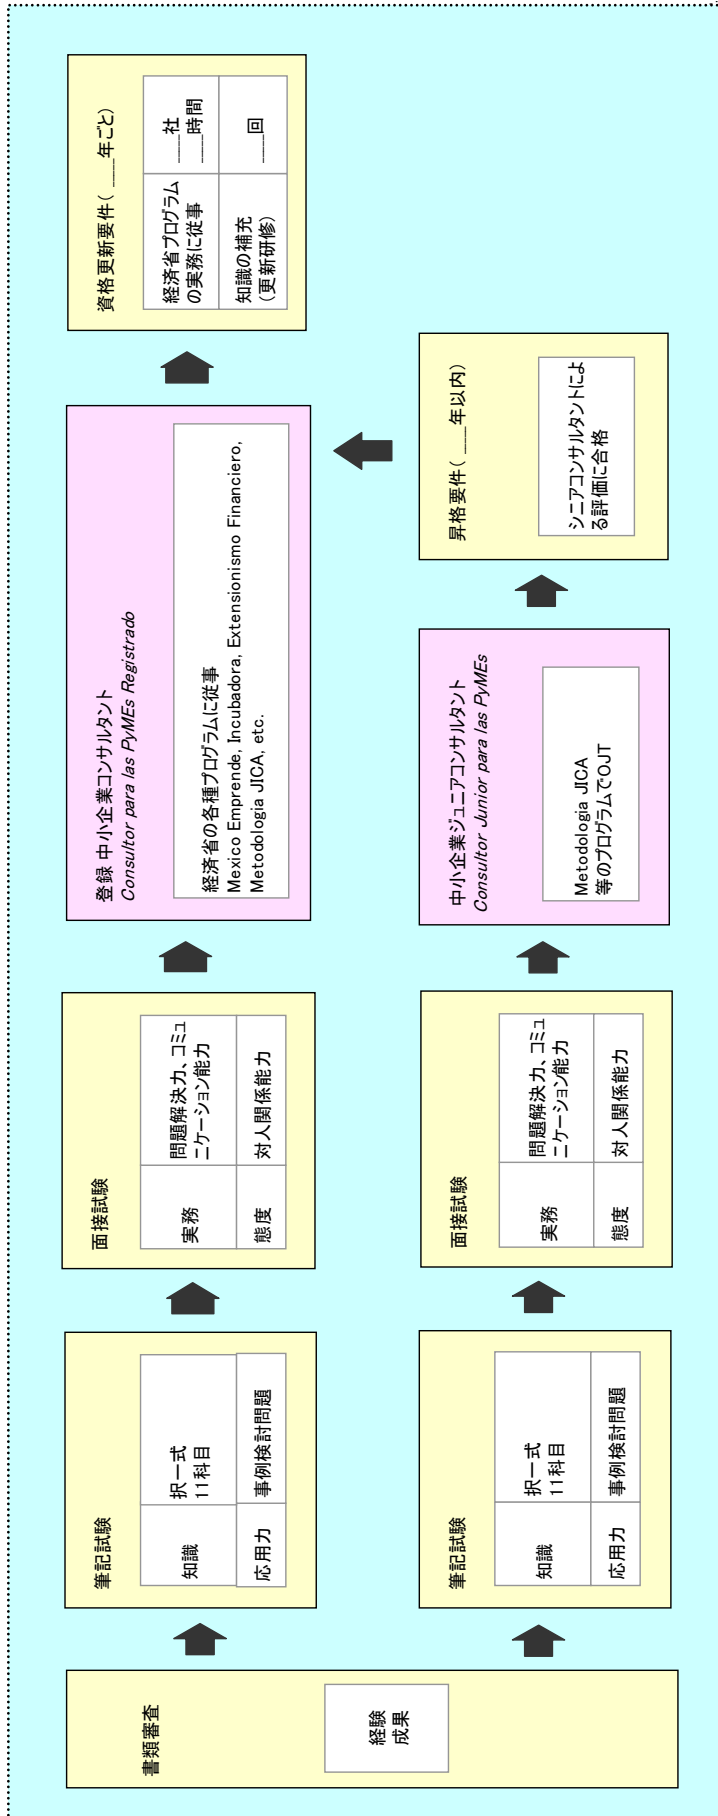 書類審査
経験
成果
筆記試験
知識
択一式
11科目
応用力
事例検討問題
面接試験
実務
問題解決力、コミュ
ニケーション能力
態度
対人関係能力
登録 中小企業コンサルタント
Consultor para las PyMEs Registrado
経済省の各種プログラムに従事
Mexico Emprende, Incubadora, Extensionismo Financiero,
Metodologia JICA, etc.
資格更新要件( ___年ごと)
経済省プログラム
の実務に従事
___社
___時間
知識の補充
(更新研修)
___回
筆記試験
知識
択一式
11科目
応用力
事例検討問題
面接試験
実務
問題解決力、コミュ
ニケーション能力
態度
対人関係能力
中小企業ジュニアコンサルタント
Consultor Junior para las PyMEs
Metodologia JICA
等のプログラムでOJT
昇格要件( ___年以内)
シニアコンサルタントによ
る評価に合格